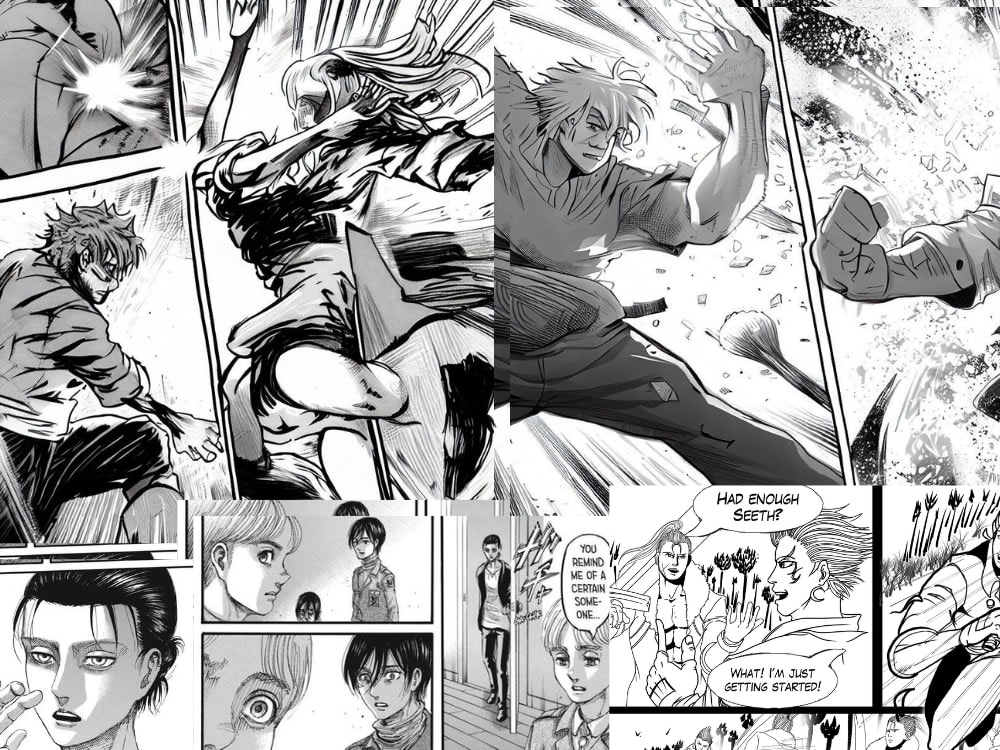 HAD ENOUGH
SEETH?
YOU
REMIND
ME OF A
CERTAIN
SOME-
ONE...
WHAT! I'M JUST
GETTING STARTED!